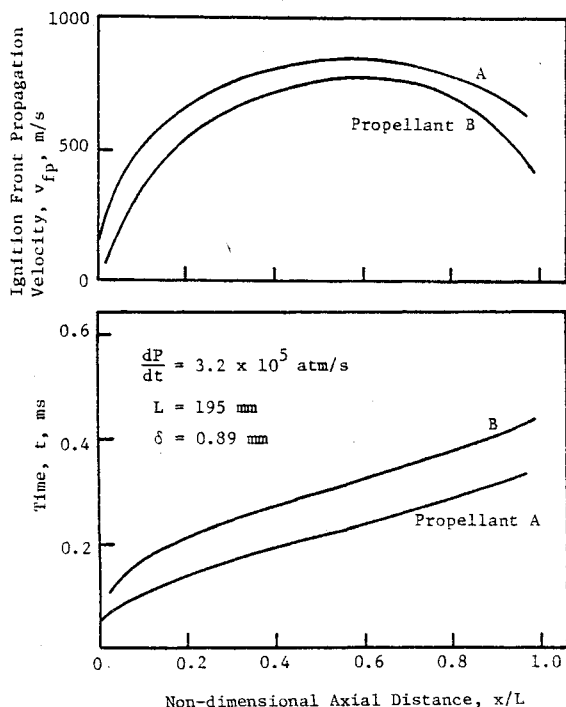 Ignition Front Propagation
Velocity, v_fp, m/s
1000
500
0
A
Propellant B
Time, t, ms
0.6
0.4
0.2
dP/dt = 3.2 x 10^5 atm/s
L = 195 mm
δ = 0.89 mm
B
Propellant A
0
0.2
0.4
0.6
0.8
1.0
Non-dimensional Axial Distance, x/L